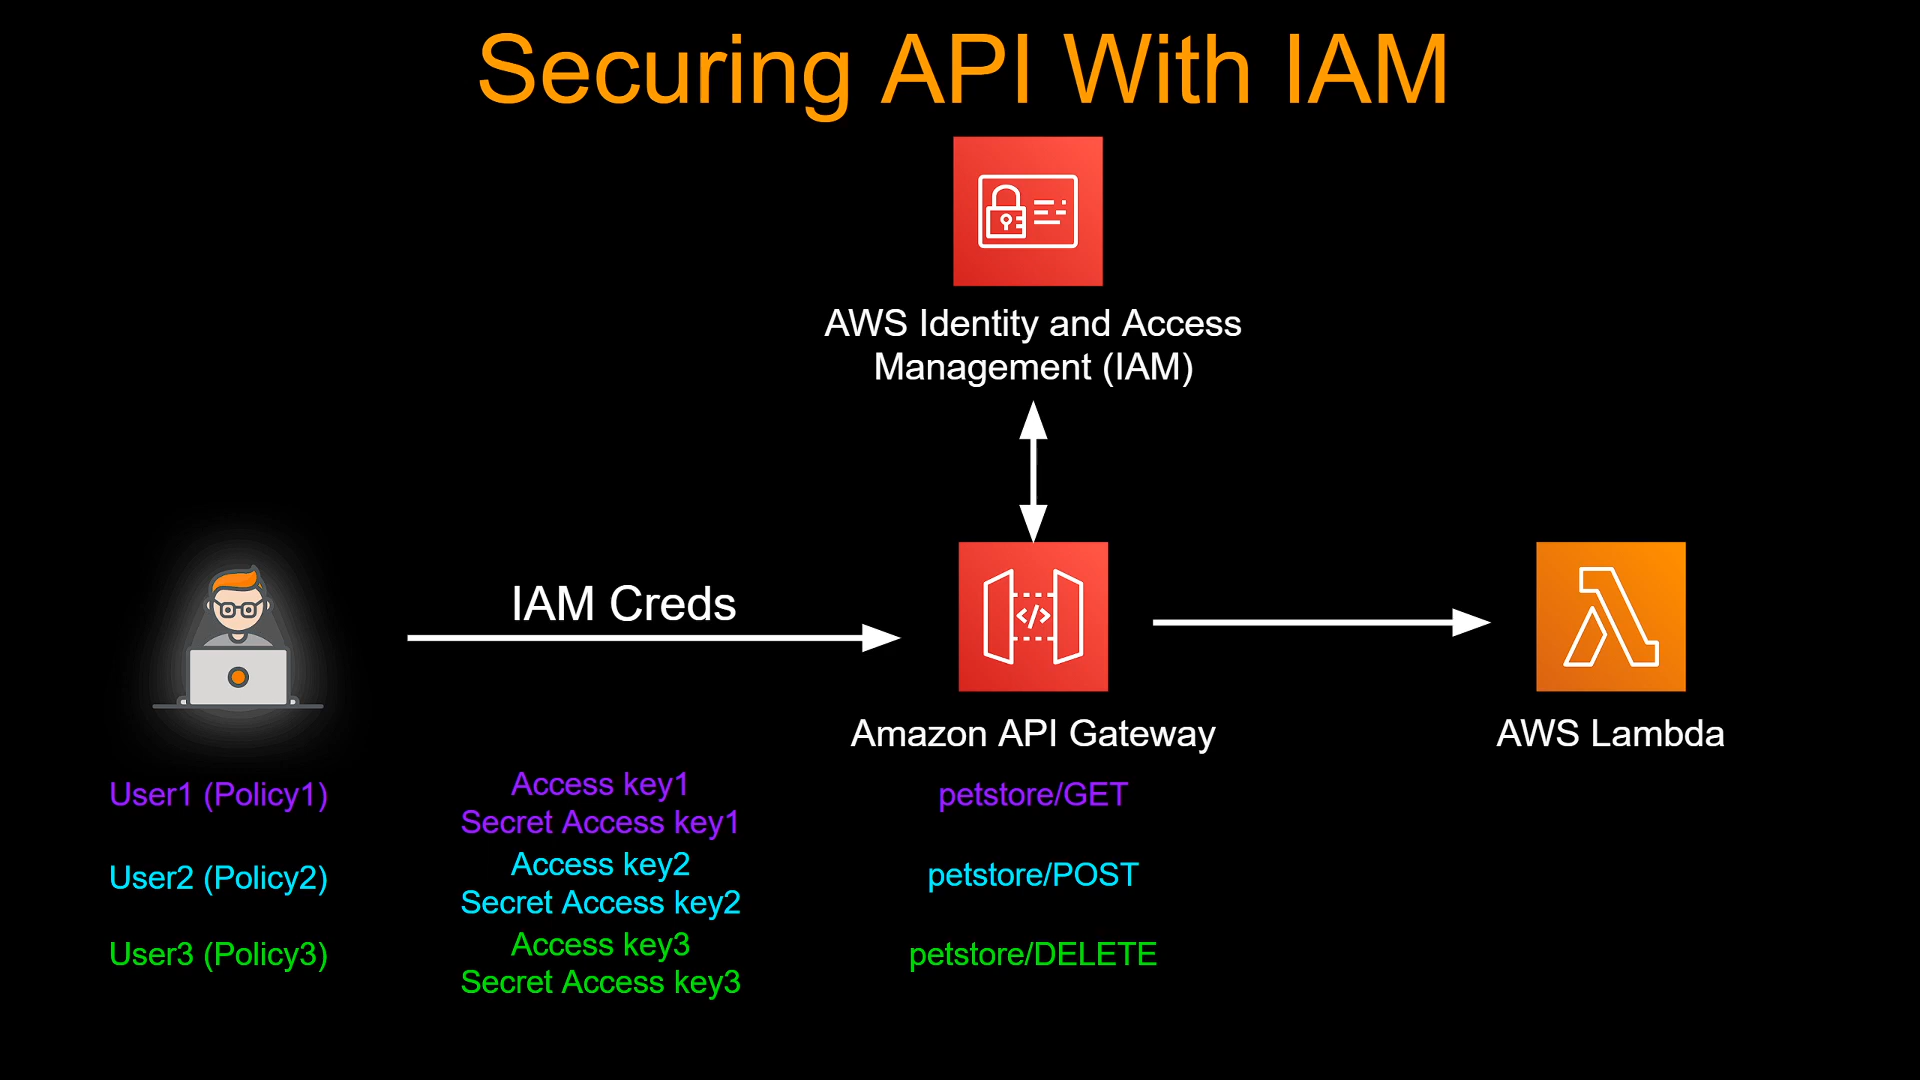 Securing API With IAM
AWS Identity and Access
Management (IAM)
IAM Creds
</>
Amazon API Gateway
AWS Lambda
User1 (Policy1)
Access key1
Secret Access key1
petstore/GET
User2 (Policy2)
Access key2
Secret Access key2
petstore/POST
User3 (Policy3)
Access key3
Secret Access key3
petstore/DELETE